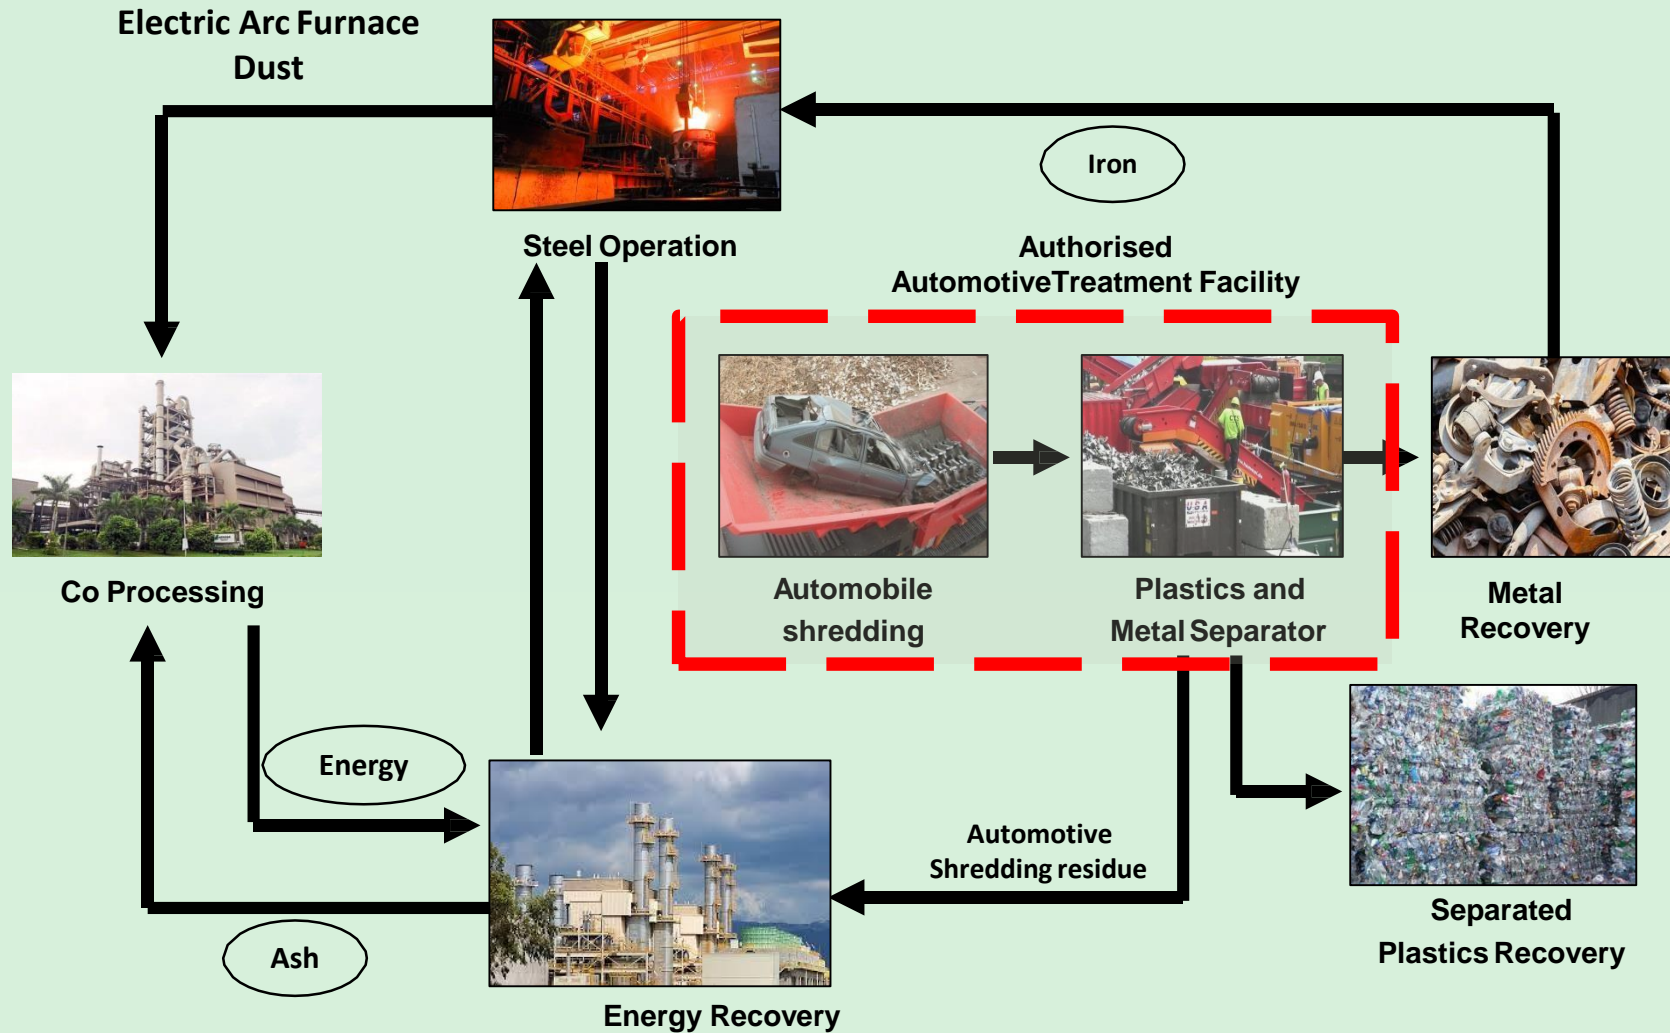 Electric Arc Furnace
Dust
Iron
Steel Operation
Authorised
AutomotiveTreatment Facility
Automobile
shredding
Plastics and
Metal Separator
Metal
Recovery
Co Processing
Energy
Automotive
Shredding residue
Ash
Separated
Plastics Recovery
Energy Recovery